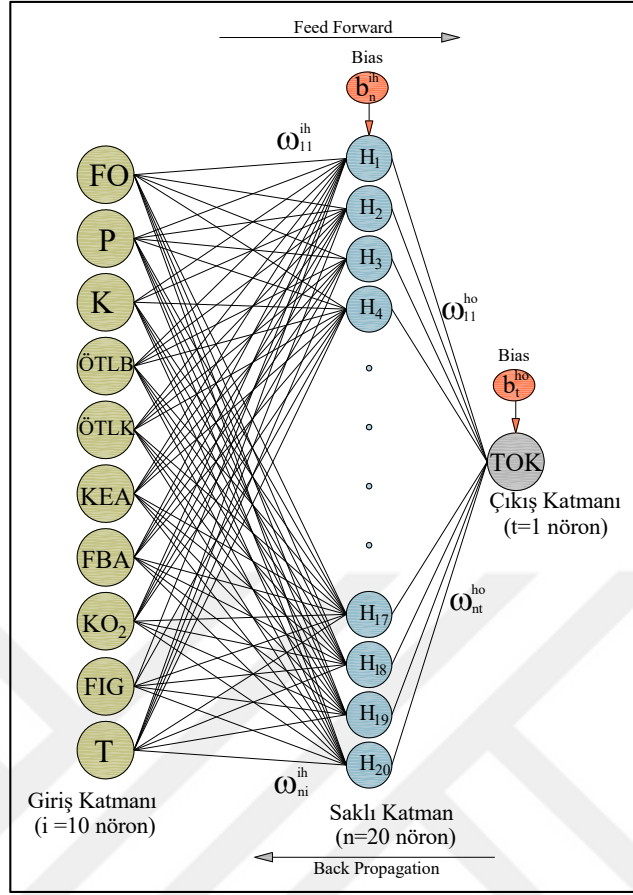 Feed Forward
Bias
b_n^ih
ω_11^ih
FO
P
K
ÖTLB
ÖTLK
KEA
FBA
KO₂
FIG
T
H₁
H₂
H₃
H₄
H₁₇
H₁₈
H₁₉
H₂₀
ω_11^ho
Bias
b_t^ho
TOK
Çıkış Katmanı
(t=1 nöron)
ω_nt^ho
ω_ni^ih
Giriş Katmanı
(i =10 nöron)
Saklı Katman
(n=20 nöron)
Back Propagation